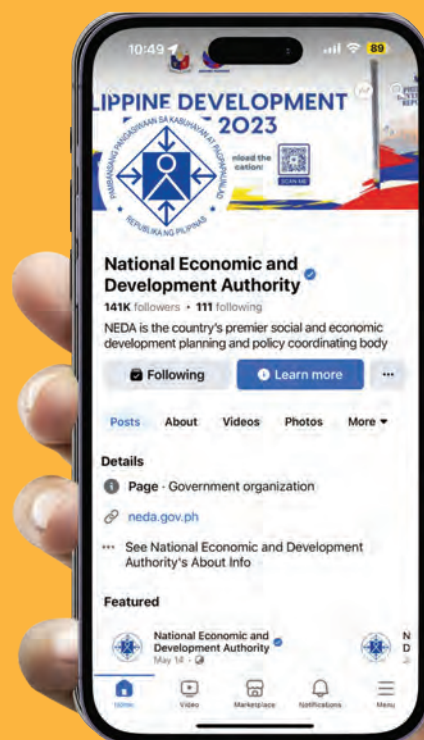 10:49
89
LIPPINE DEVELOPMENT
2023
nload the
cation:
SCAN ME
PAMBANSANG PANGASIWAAN SA KABUHAYAN AT PAGPAPAUNLAD
REPUBLIKA NG PILIPINAS
National Economic and
Development Authority
141K followers • 111 following
NEDA is the country's premier social and economic
development planning and policy coordinating body
Following
Learn more
Posts About Videos Photos More
Details
Page · Government organization
neda.gov.ph
See National Economic and Development
Authority's About Info
Featured
National Economic and
Development Authority
May 14
N
D
Home Video Marketplace Notifications Menu